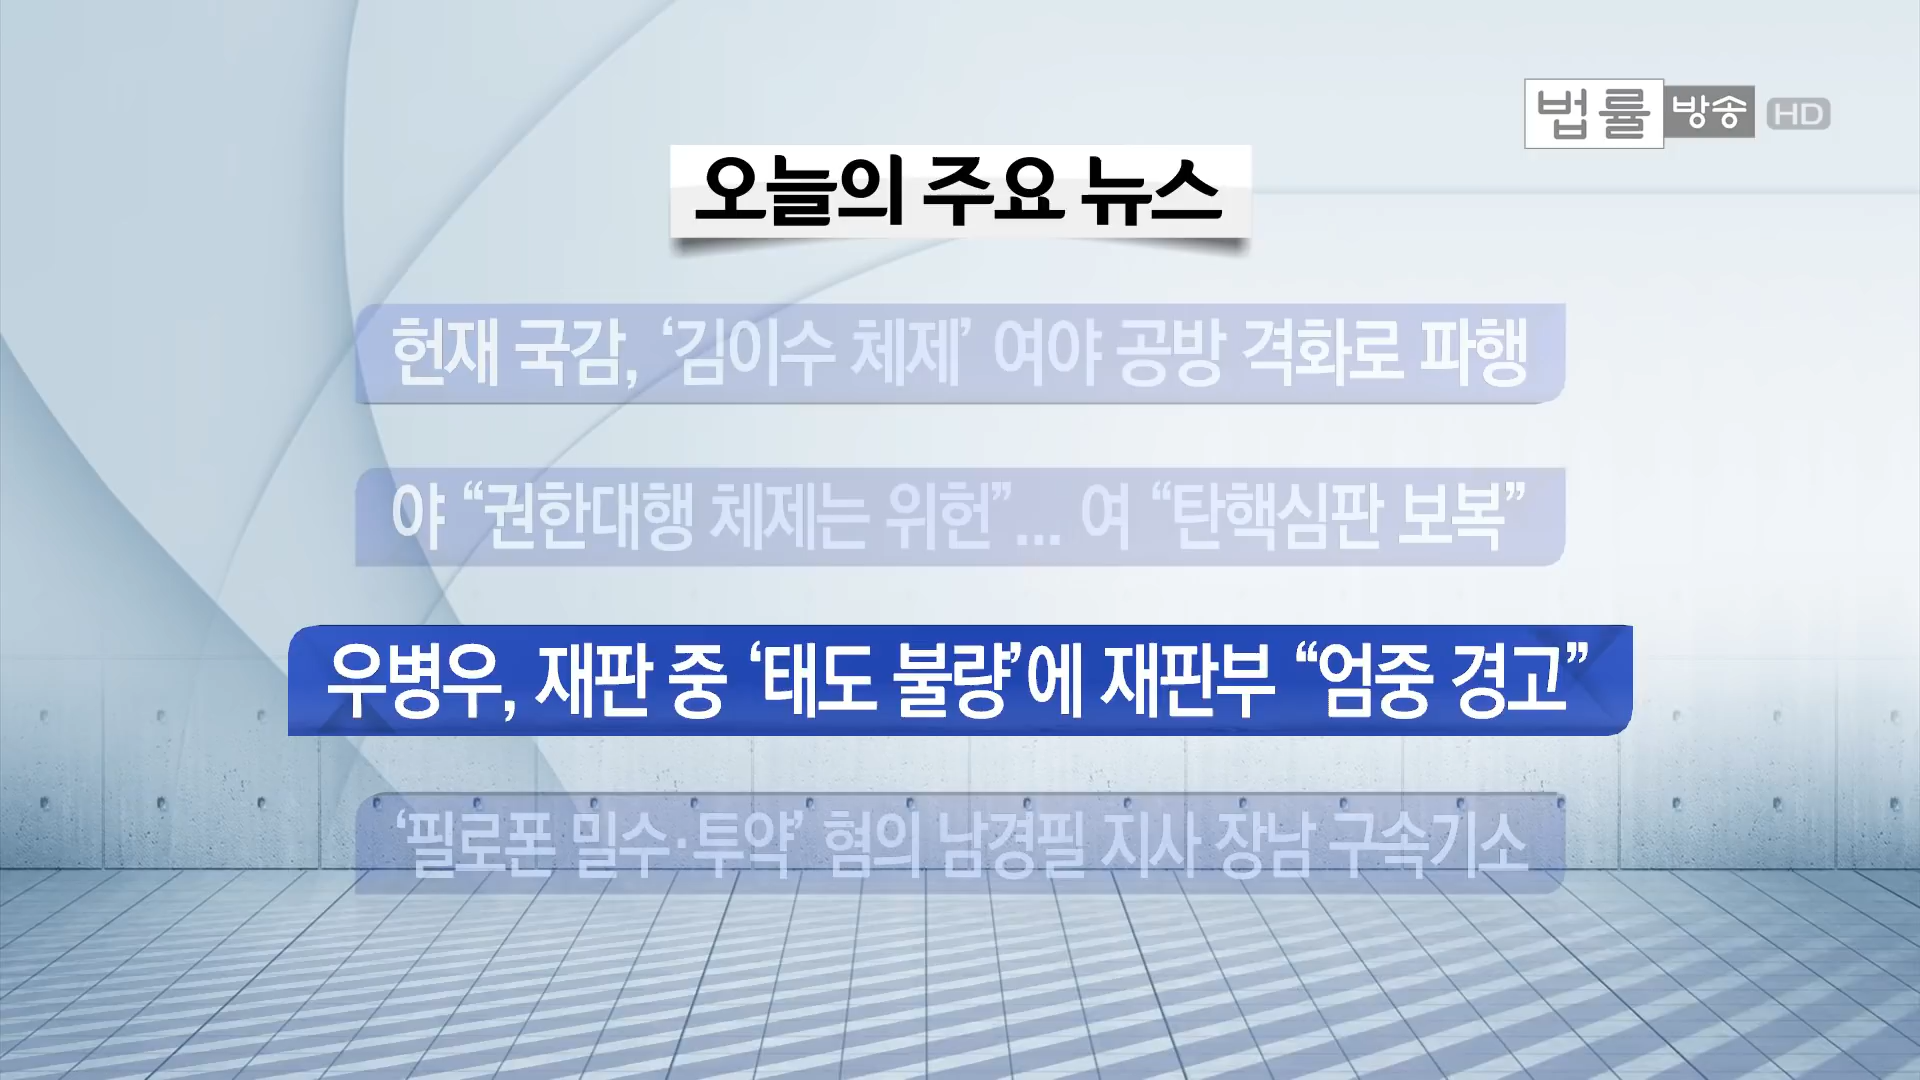 법률방송 HD
오늘의 주요 뉴스
헌재 국감, ‘김이수 체제’ 여야 공방 격화로 파행
야 “권한대행 체제는 위헌”... 여 “탄핵심판 보복”
우병우, 재판 중 ‘태도 불량’에 재판부 “엄중 경고”
‘필로폰 밀수·투약’ 혐의 남경필 지사 장남 구속기소